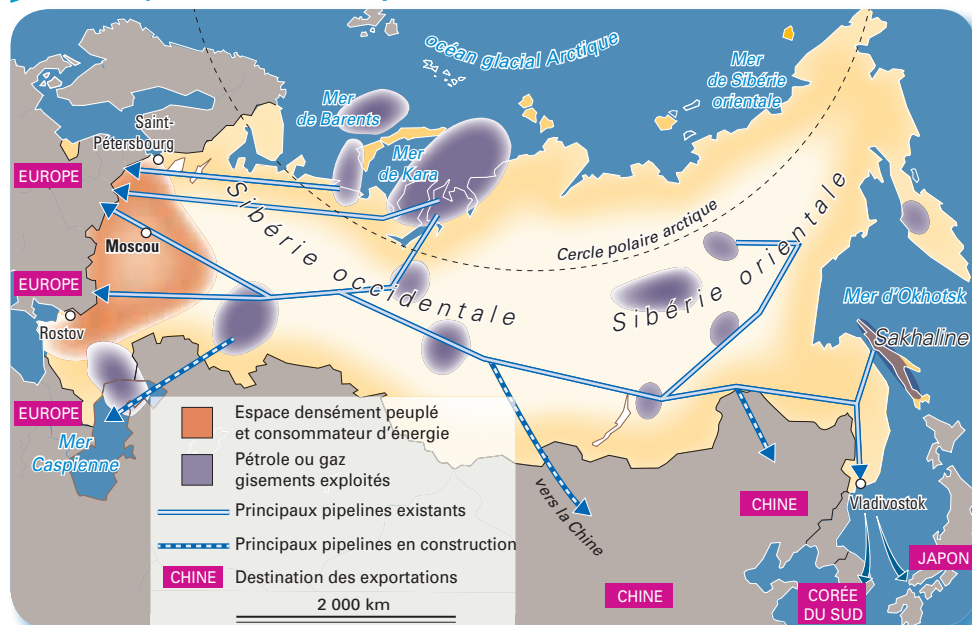 océan glacial Arctique
Mer
de Sibérie
orientale
Mer
de Barents
Saint-
Pétersbourg
Mer
de Kara
EUROPE
Sibérie occidentale
Cercle polaire arctique
Sibérie orientale
Moscou
EUROPE
Mer d'Okhotsk
Rostov
Sakhaline
EUROPE
Mer
Caspienne
Espace densément peuplé
et consommateur d'énergie
Pétrole ou gaz
gisements exploités
Principaux pipelines existants
Principaux pipelines en construction
CHINE Destination des exportations
2 000 km
vers la Chine
CHINE
Vladivostok
JAPON
CHINE
CORÉE
DU SUD